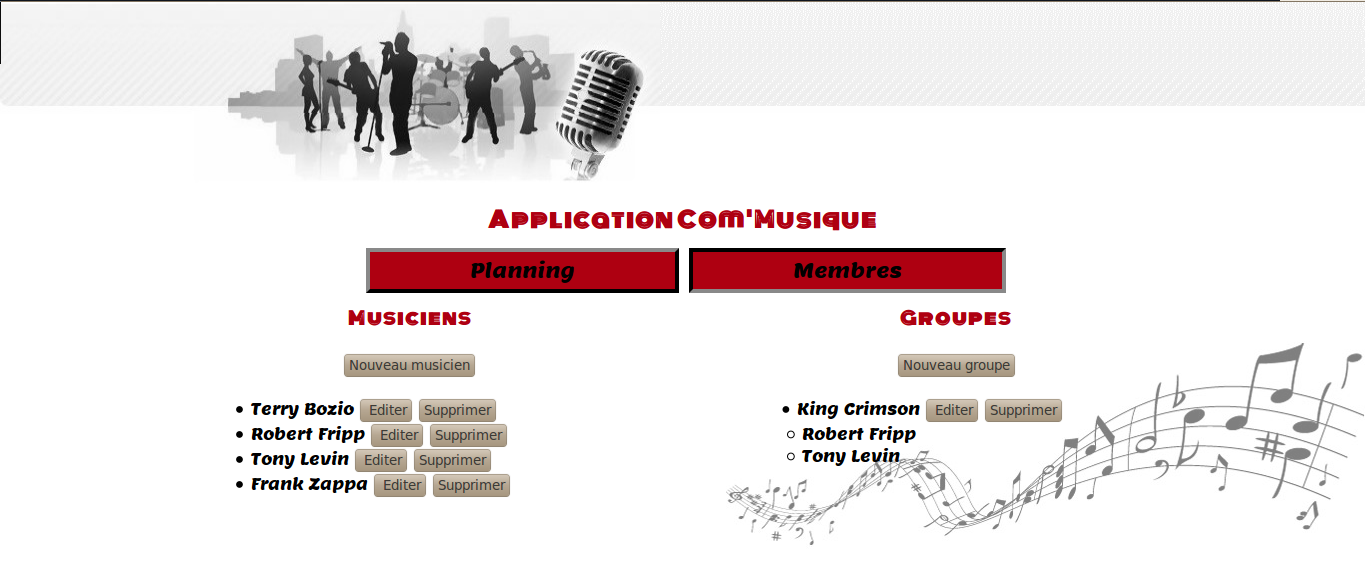 Application Com'Musique
Planning
Membres
Musiciens
Nouveau musicien
Terry Bozio Editer Supprimer
Robert Fripp Editer Supprimer
Tony Levin Editer Supprimer
Frank Zappa Editer Supprimer
Groupes
Nouveau groupe
King Crimson Editer Supprimer
Robert Fripp
Tony Levin